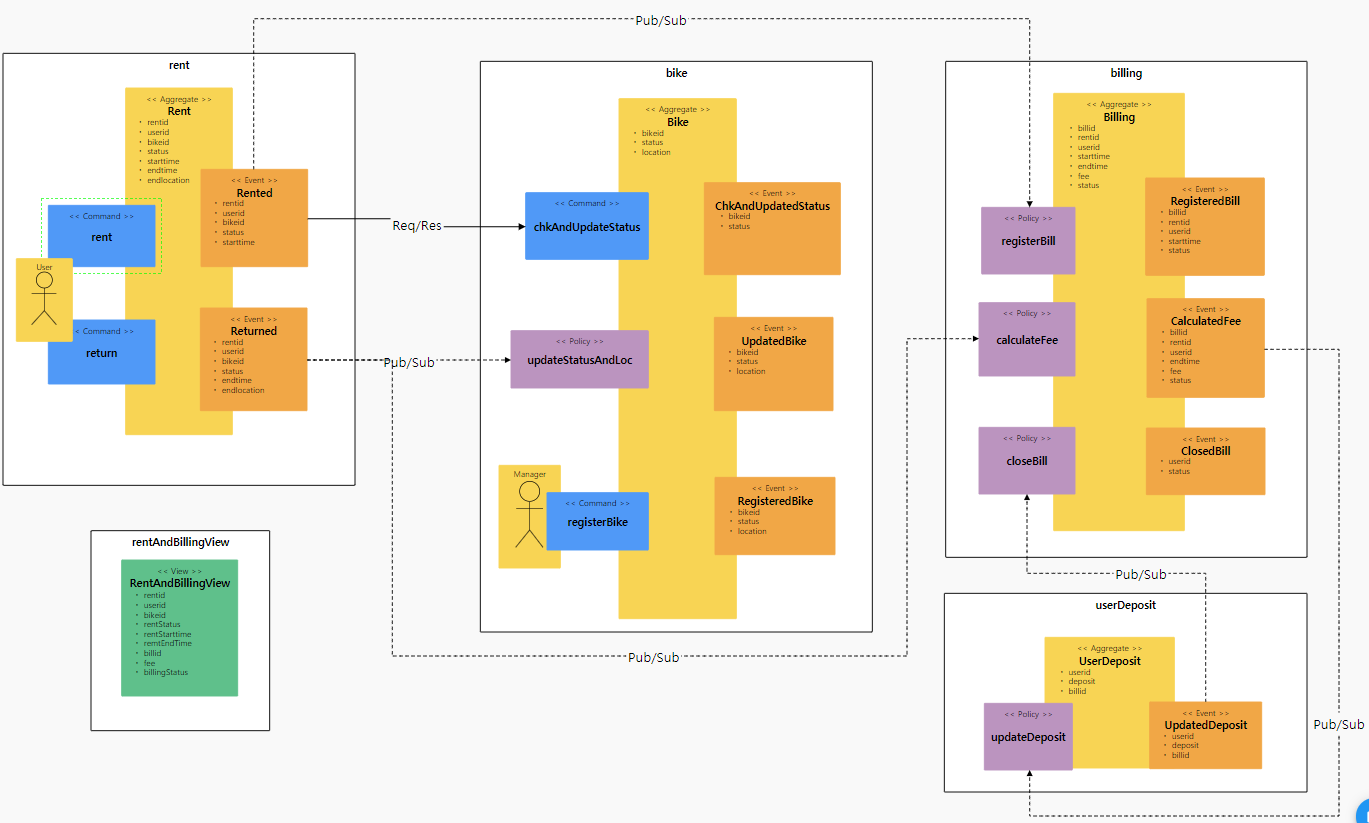 Pub/Sub
rent
<< Aggregate >>
Rent
rentid
userid
bikeid
status
starttime
endtime
endlocation
<< Event >>
Rented
rentid
userid
bikeid
status
starttime
<< Command >>
rent
User
<< Command >>
return
<< Event >>
Returned
rentid
userid
bikeid
status
endtime
endlocation
Req/Res
Pub/Sub
bike
<< Aggregate >>
Bike
bikeid
status
location
<< Command >>
chkAndUpdateStatus
<< Event >>
ChkAndUpdatedStatus
bikeid
status
<< Policy >>
updateStatusAndLoc
<< Event >>
UpdatedBike
bikeid
status
location
Manager
<< Command >>
registerBike
<< Event >>
RegisteredBike
bikeid
status
location
Pub/Sub
billing
<< Aggregate >>
Billing
billid
rentid
userid
starttime
endtime
fee
status
<< Policy >>
registerBill
<< Event >>
RegisteredBill
billid
rentid
userid
starttime
status
<< Policy >>
calculateFee
<< Event >>
CalculatedFee
billid
rentid
userid
endtime
fee
status
<< Policy >>
closeBill
<< Event >>
ClosedBill
userid
status
Pub/Sub
rentAndBillingView
<< View >>
RentAndBillingView
rentid
userid
bikeid
rentStatus
rentStarttime
remtEndTime
billid
fee
billingStatus
userDeposit
<< Aggregate >>
UserDeposit
userid
deposit
billid
<< Policy >>
updateDeposit
<< Event >>
UpdatedDeposit
userid
deposit
billid
Pub/Sub